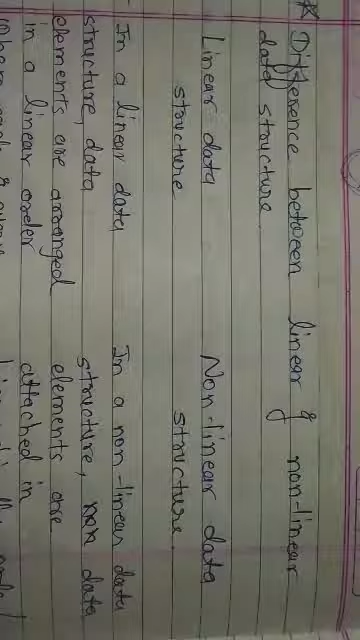 * Difference between linear & non-linear
data structure.
Linear data
structure
Non-linear data
structure.
In a linear data
structure, data
elements are arranged
in a linear order
In a non-linear data
structure, non data
elements are
attached in